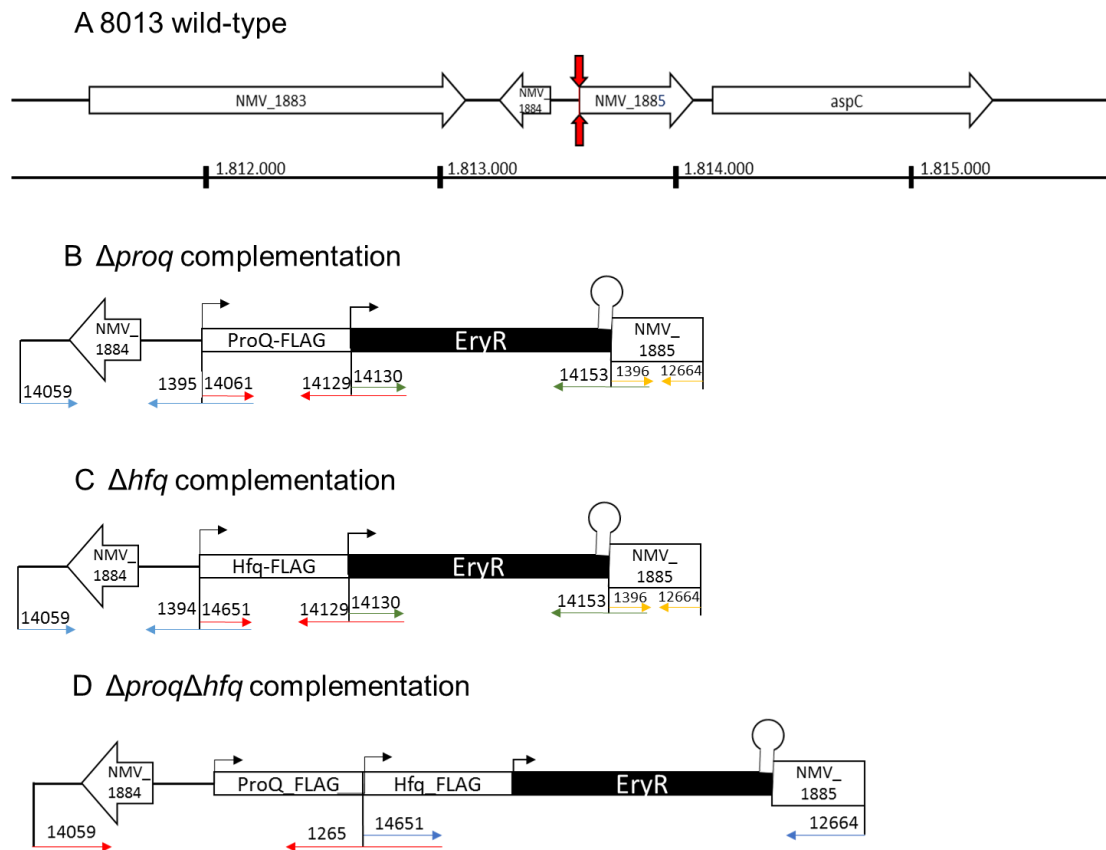 A 8013 wild-type
NMV_1883
NMV_
1884
NMV_1885
aspC
1.812.000
1.813.000
1.814.000
1.815.000
B Δproq complementation
NMV_
1884
ProQ-FLAG
EryR
NMV_
1885
14059
1395
14061
14129
14130
14153
1396
12664
C Δhfq complementation
NMV_
1884
Hfq-FLAG
EryR
NMV_
1885
14059
1394
14651
14129
14130
14153
1396
12664
D ΔproqΔhfq complementation
NMV_
1884
ProQ_FLAG
Hfq_FLAG
EryR
NMV_
1885
14059
1265
14651
12664